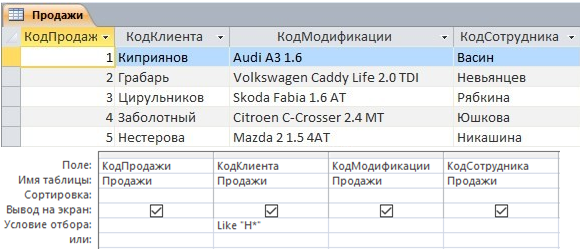 Продажи
КодПродаж КодКлиента КодМодификации КодСотрудника
1 Киприянов Audi A3 1.6 Васин
2 Грабарь Volkswagen Caddy Life 2.0 TDI Невьянцев
3 Цирульников Skoda Fabia 1.6 AT Рябкина
4 Заболотный Citroen C-Crosser 2.4 MT Юшкова
5 Нестерова Mazda 2 1.5 4AT Никашина
Поле: КодПродажи КодКлиента КодМодификации КодСотрудника
Имя таблицы: Продажи Продажи Продажи Продажи
Сортировка:
Вывод на экран:
Условие отбора: Like "Н*"
или: